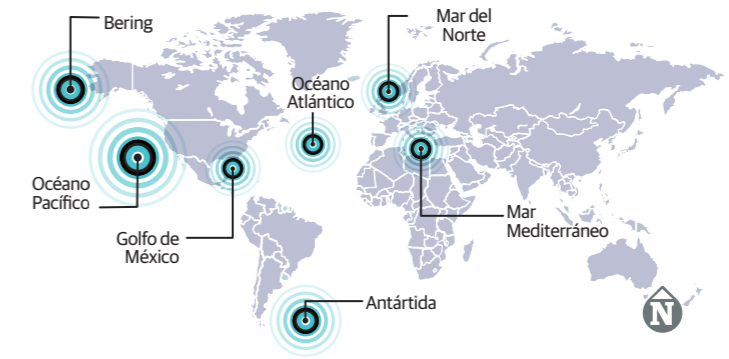 Bering
Mar del
Norte
Océano
Atlántico
Océano
Pacífico
Golfo de
México
Mar
Mediterráneo
Antártida
N